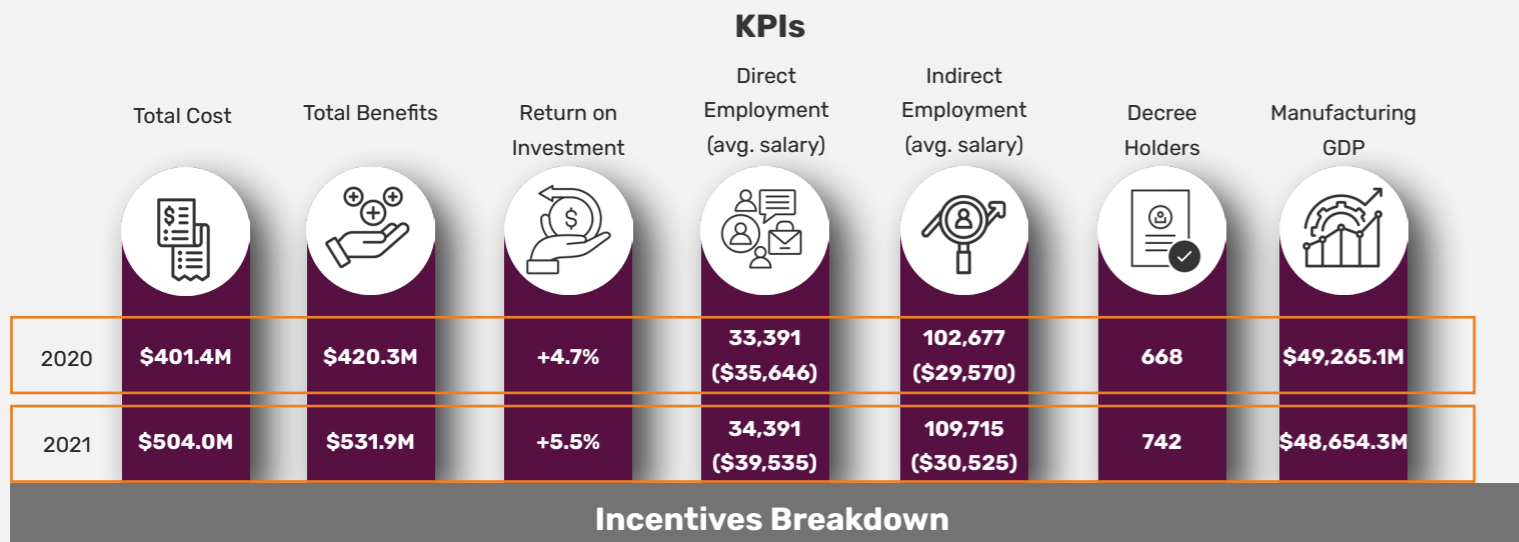 KPIs
Total Cost
Total Benefits
Return on
Investment
Direct
Employment
(avg. salary)
Indirect
Employment
(avg. salary)
Decree
Holders
Manufacturing
GDP
$
$
2020
$401.4M
$420.3M
+4.7%
33,391
($35,646)
102,677
($29,570)
668
$49,265.1M
2021
$504.0M
$531.9M
+5.5%
34,391
($39,535)
109,715
($30,525)
742
$48,654.3M
Incentives Breakdown